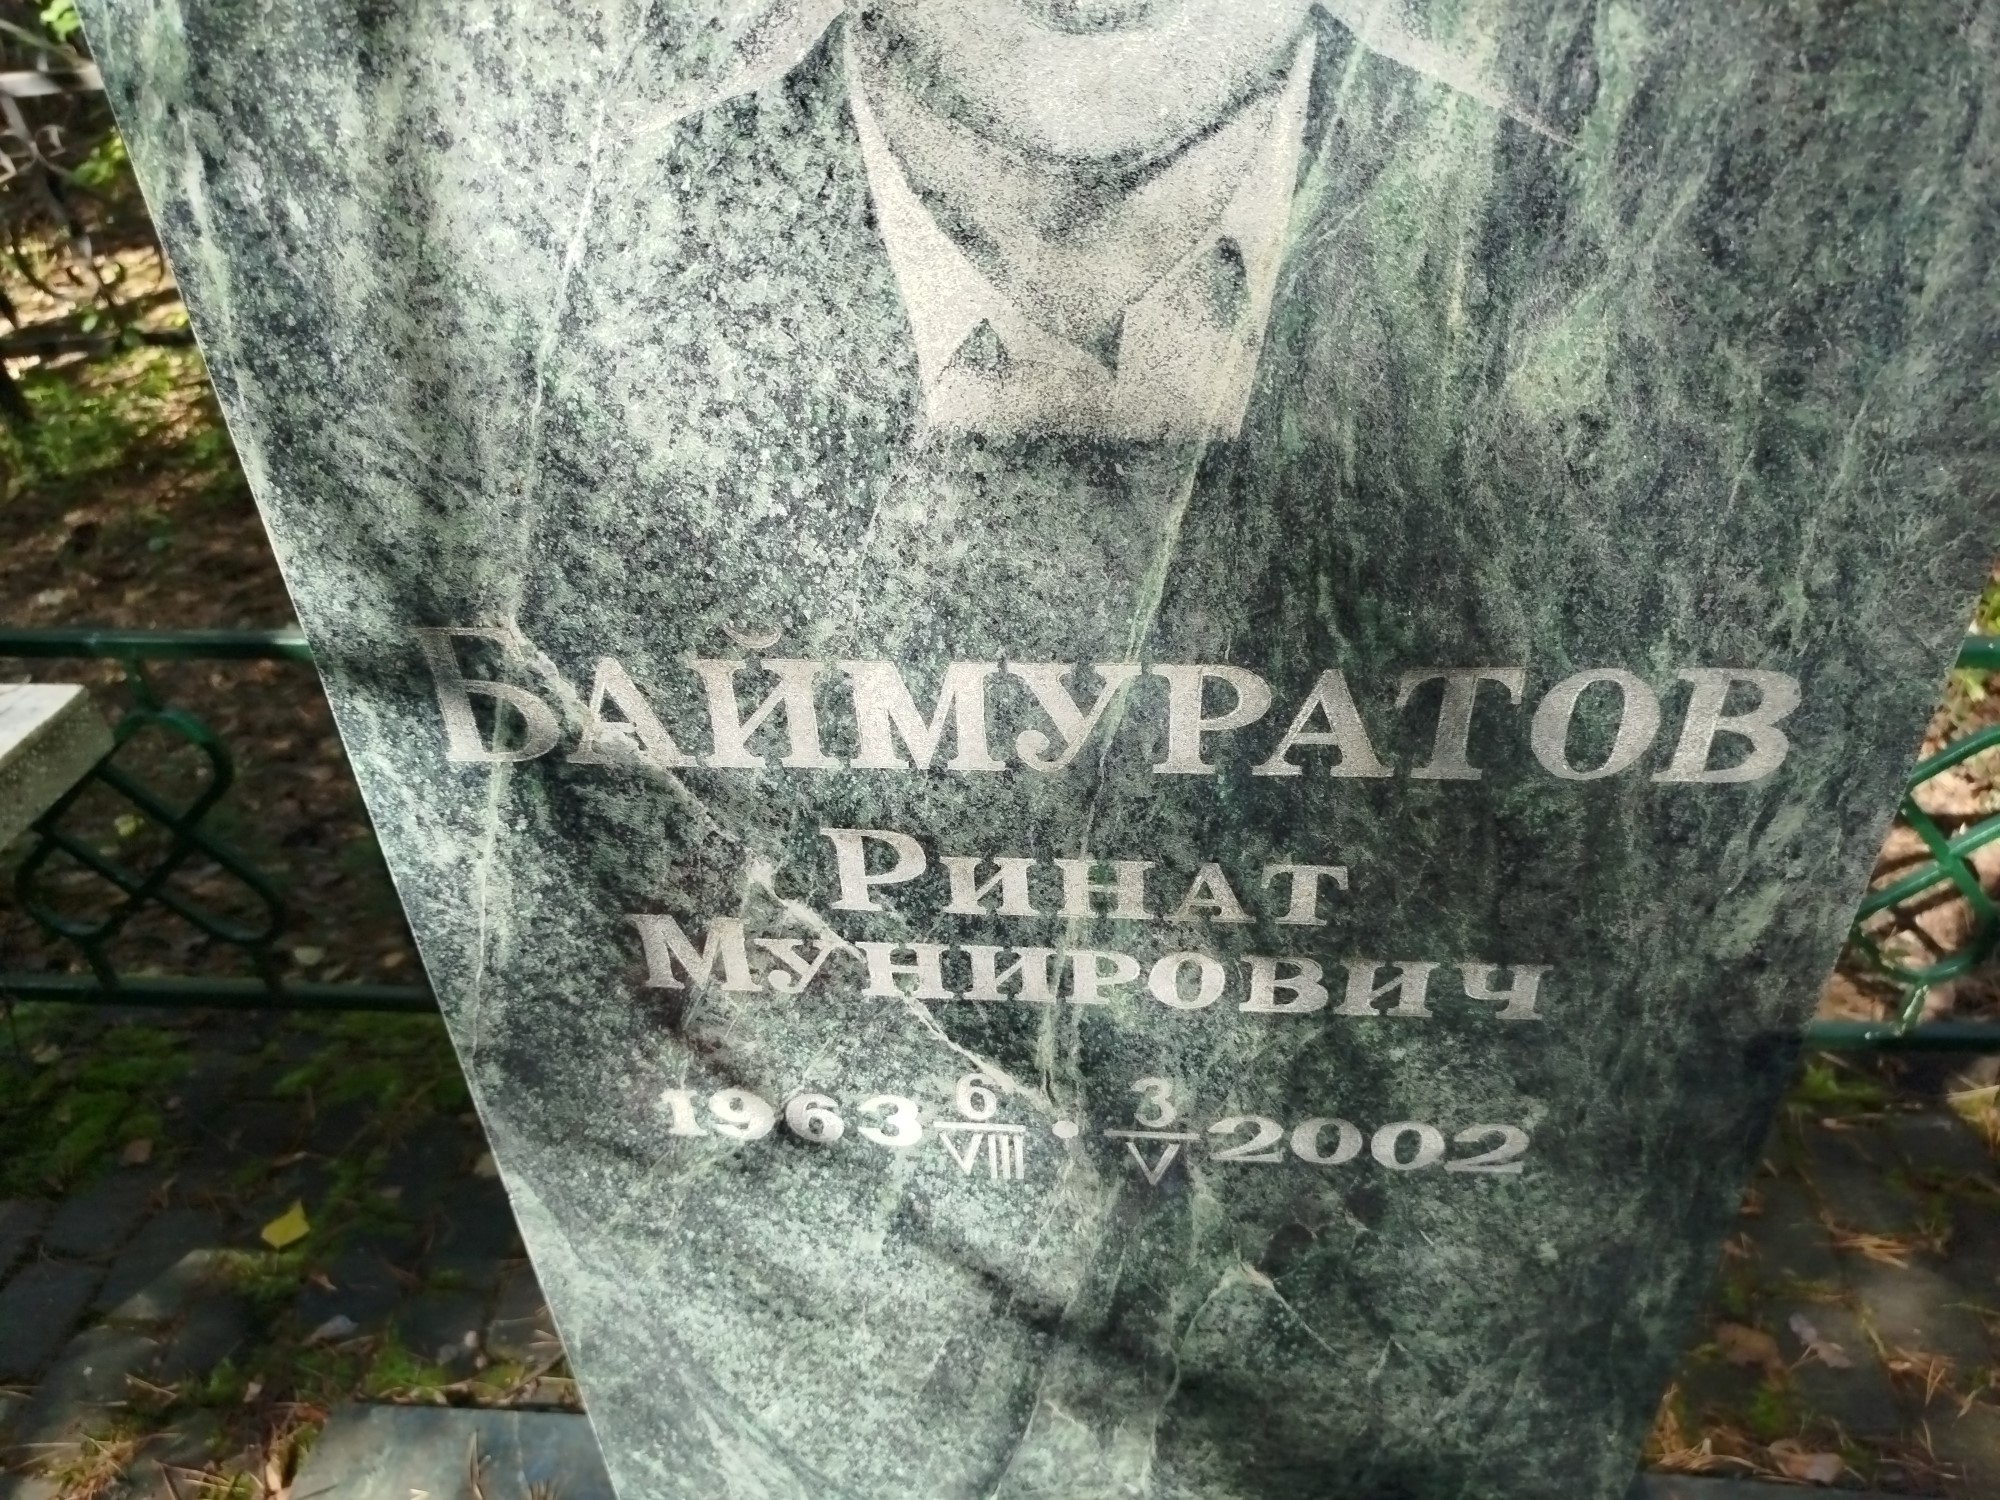 Баймуратов
Ринат
Мунирович
1963 6/VIII • 3/V 2002